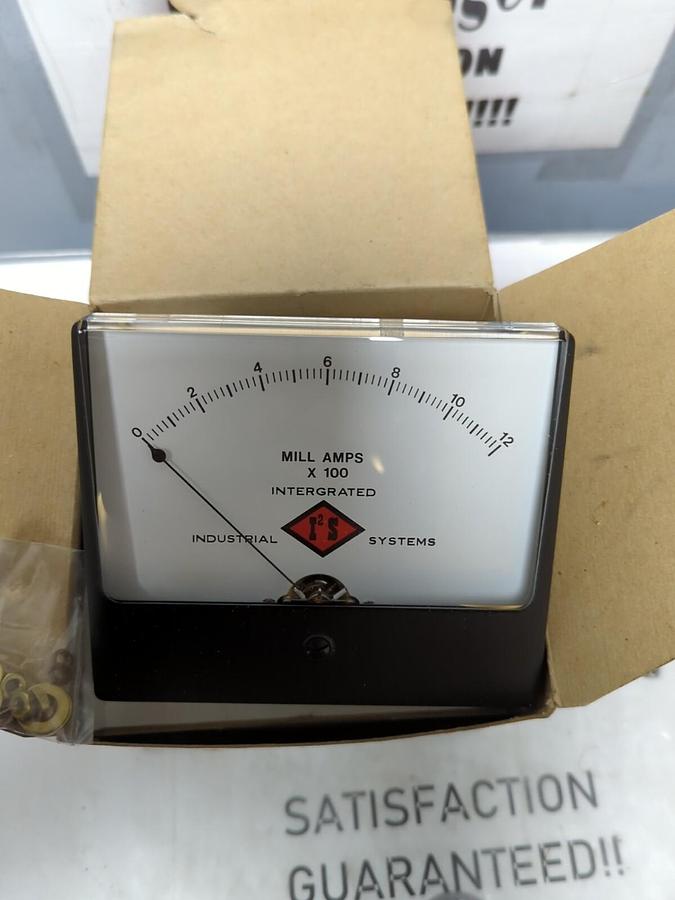 ON
!!!!
0 2 4 6 8 10 12
MILL AMPS
X 100
INTERGRATED
I²S
INDUSTRIAL SYSTEMS
SATISFACTION
GUARANTEED!!